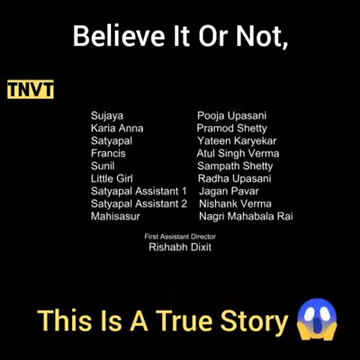 Believe It Or Not,
TNVT
Sujaya Pooja Upasani
Karia Anna Pramod Shetty
Satyapal Yateen Karyekar
Francis Atul Singh Verma
Sunil Sampath Shetty
Little Girl Radha Upasani
Satyapal Assistant 1 Jagan Pavar
Satyapal Assistant 2 Nishank Verma
Mahisasur Nagri Mahabala Rai
First Assistant Director
Rishabh Dixit
This Is A True Story 😱